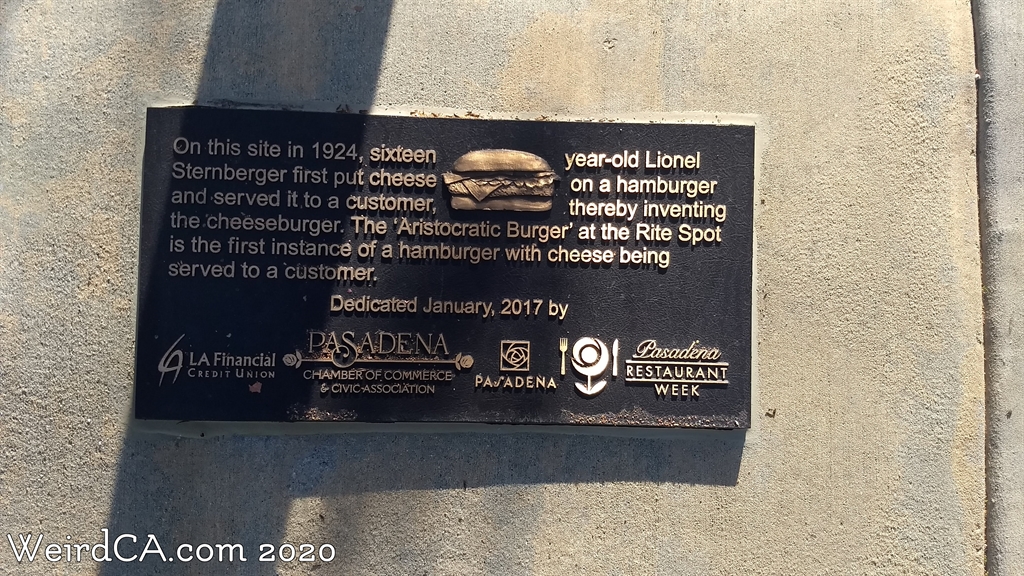 On this site in 1924, sixteen year-old Lionel
Sternberger first put cheese on a hamburger
and served it to a customer, thereby inventing
the cheeseburger. The 'Aristocratic Burger' at the Rite Spot
is the first instance of a hamburger with cheese being
served to a customer.
Dedicated January, 2017 by
LA Financial
CREDIT UNION
PASADENA
CHAMBER OF COMMERCE
& CIVIC ASSOCIATION
PASADENA
Pasadena
RESTAURANT
WEEK
WeirdCA.com 2020